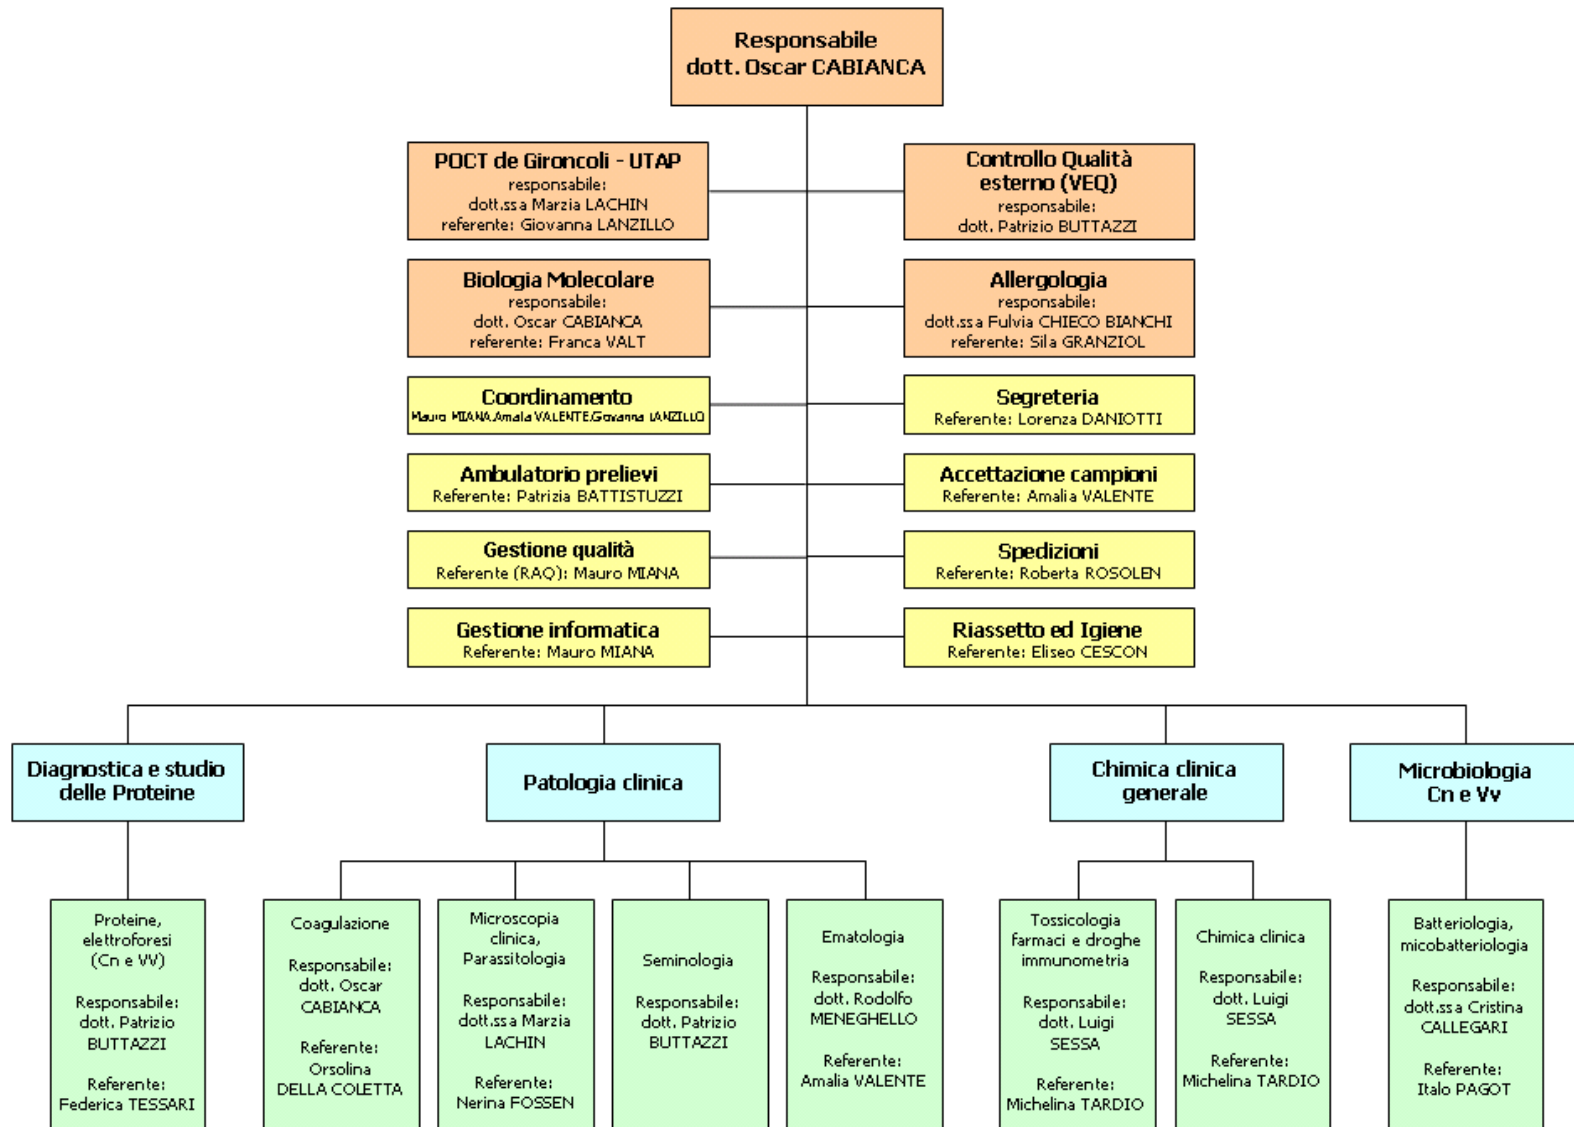 Responsabile
dott. Oscar CABIANCA
POCT de Gironcoli - UTAP
responsabile:
dott.ssa Marzia LACHIN
referente: Giovanna LANZILLO
Controllo Qualità
esterno (VEQ)
responsabile:
dott. Patrizio BUTTAZZI
Biologia Molecolare
responsabile:
dott. Oscar CABIANCA
referente: Franca VALT
Allergologia
responsabile:
dott.ssa Fulvia CHIECO BIANCHI
referente: Sila GRANZIOL
Coordinamento
Mauro MIANA,Amalia VALENTE,Giovanna LANZILLO
Segreteria
Referente: Lorenza DANIOTTI
Ambulatorio prelievi
Referente: Patrizia BATTISTUZZI
Accettazione campioni
Referente: Amalia VALENTE
Gestione qualità
Referente (RAQ): Mauro MIANA
Spedizioni
Referente: Roberta ROSOLEN
Gestione informatica
Referente: Mauro MIANA
Riassetto ed Igiene
Referente: Eliseo CESCON
Diagnostica e studio
delle Proteine
Patologia clinica
Chimica clinica
generale
Microbiologia
Cn e Vv
Proteine,
elettroforesi
(Cn e VV)
Responsabile:
dott. Patrizio
BUTTAZZI
Referente:
Federica TESSARI
Coagulazione
Responsabile:
dott. Oscar
CABIANCA
Referente:
Orsolina
DELLA COLETTA
Microscopia
clinica,
Parassitologia
Responsabile:
dott.ssa Marzia
LACHIN
Referente:
Nerina FOSSEN
Seminologia
Responsabile:
dott. Patrizio
BUTTAZZI
Ematologia
Responsabile:
dott. Rodolfo
MENEGHELLO
Referente:
Amalia VALENTE
Tossicologia
farmaci e droghe
immunometria
Responsabile:
dott. Luigi
SESSA
Referente:
Michelina TARDIO
Chimica clinica
Responsabile:
dott. Luigi
SESSA
Referente:
Michelina TARDIO
Batteriologia,
micobatteriologia
Responsabile:
dott.ssa Cristina
CALLEGARI
Referente:
Italo PAGOT